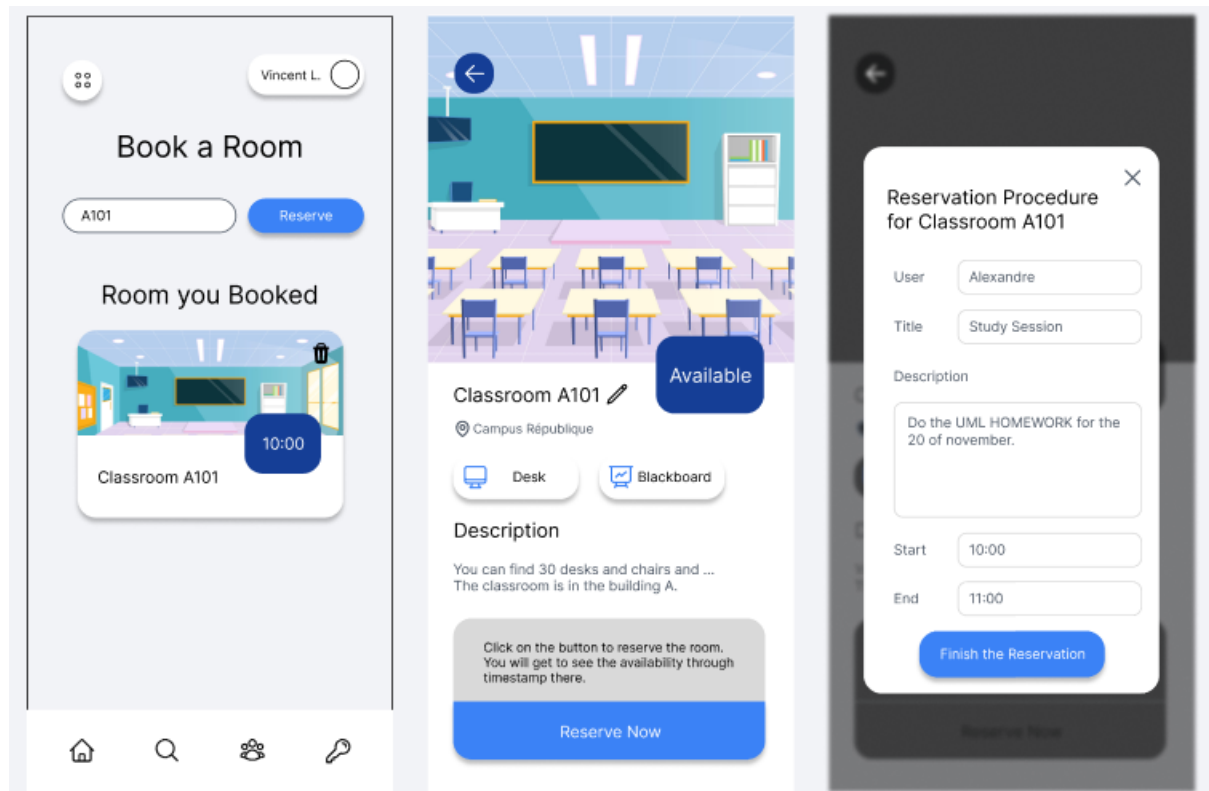 Vincent L.
Book a Room
A101
Reserve
Room you Booked
10:00
Classroom A101
Available
Classroom A101
Campus République
Desk
Blackboard
Description
You can find 30 desks and chairs and ...
The classroom is in the building A.
Click on the button to reserve the room.
You will get to see the availability through
timestamp there.
Reserve Now
Reservation Procedure
for Classroom A101
User
Alexandre
Title
Study Session
Description
Do the UML HOMEWORK for the
20 of november.
Start
10:00
End
11:00
Finish the Reservation
Reserve Now